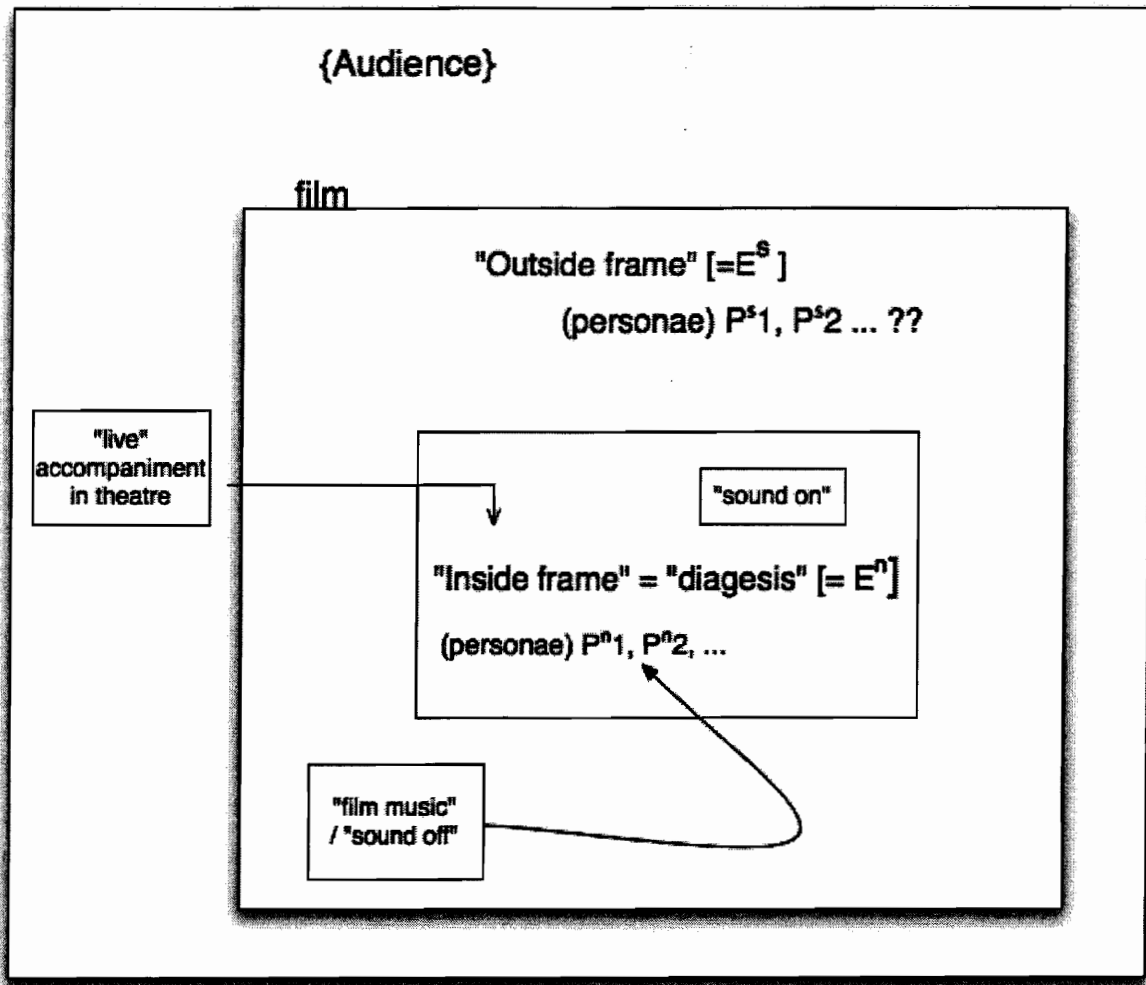 {Audience}
film
"Outside frame" [=E^s ]
(personae) P^s1, P^s2 ... ??
"live"
accompaniment
in theatre
"sound on"
"Inside frame" = "diagesis" [= E^n]
(personae) P^n1, P^n2, ...
"film music"
/ "sound off"